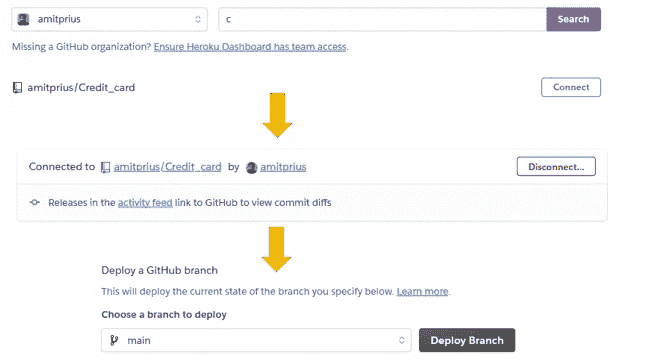 amitprius c Search
Missing a GitHub organization? Ensure Heroku Dashboard has team access.
amitprius/Credit_card Connect
Connected to amitprius/Credit_card by amitprius Disconnect...
Releases in the activity feed link to GitHub to view commit diffs
Deploy a GitHub branch
This will deploy the current state of the branch you specify below. Learn more.
Choose a branch to deploy
main Deploy Branch